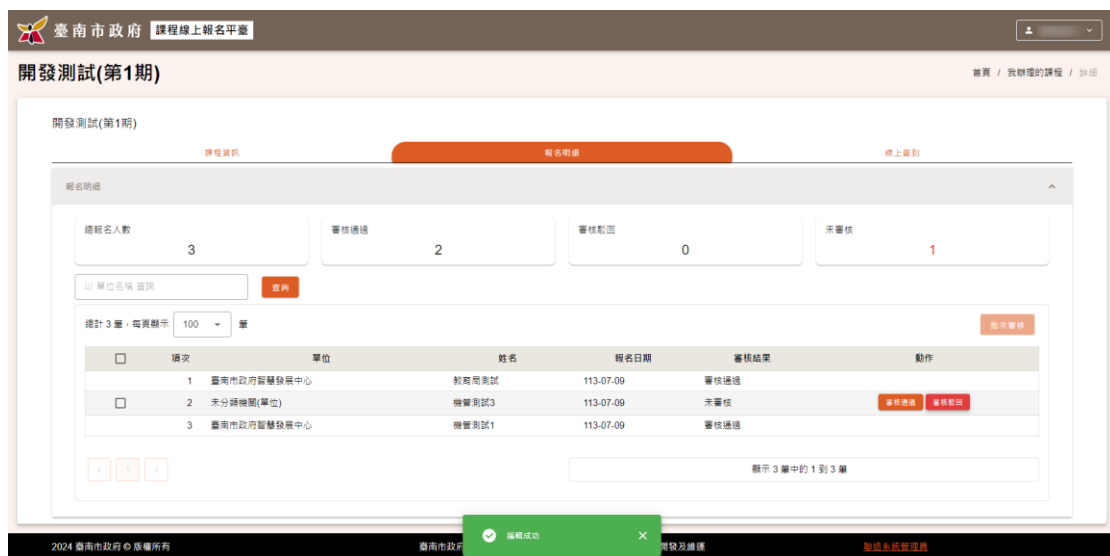 臺南市政府 課程線上報名平臺
開發測試(第1期)
首頁 / 我辦理的課程 / 詳細
開發測試(第1期)
課程資訊 報名明細 線上簽到
報名明細
總報名人數 審核通過 審核駁回 未審核
3 2 0 1
以 單位名稱 查詢 查詢
總計 3 筆，每頁顯示 100 筆 批次審核
項次 單位 姓名 報名日期 審核結果 動作
1 臺南市政府智慧發展中心 教育局測試 113-07-09 審核通過
2 未分類機關(單位) 機管測試3 113-07-09 未審核 審核通過 審核駁回
3 臺南市政府智慧發展中心 機管測試1 113-07-09 審核通過
顯示 3 筆中的 1 到 3 筆
編輯成功
2024 臺南市政府 © 版權所有 臺南市政府 開發及維運 聯絡系統管理員